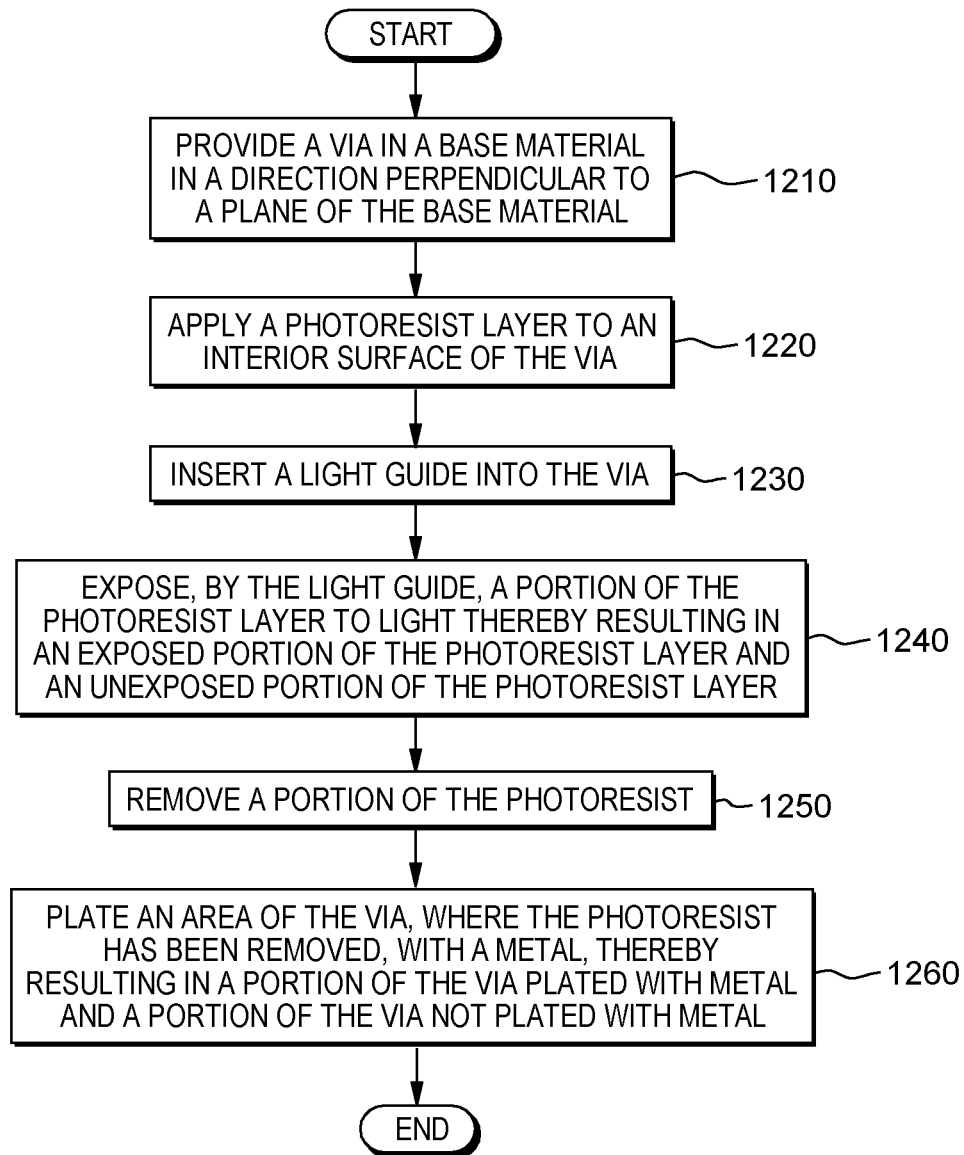 START
PROVIDE A VIA IN A BASE MATERIAL
IN A DIRECTION PERPENDICULAR TO
A PLANE OF THE BASE MATERIAL
1210
APPLY A PHOTORESIST LAYER TO AN
INTERIOR SURFACE OF THE VIA
1220
INSERT A LIGHT GUIDE INTO THE VIA
1230
EXPOSE, BY THE LIGHT GUIDE, A PORTION OF THE
PHOTORESIST LAYER TO LIGHT THEREBY RESULTING IN
AN EXPOSED PORTION OF THE PHOTORESIST LAYER AND
AN UNEXPOSED PORTION OF THE PHOTORESIST LAYER
1240
REMOVE A PORTION OF THE PHOTORESIST
1250
PLATE AN AREA OF THE VIA, WHERE THE PHOTORESIST
HAS BEEN REMOVED, WITH A METAL, THEREBY
RESULTING IN A PORTION OF THE VIA PLATED WITH METAL
AND A PORTION OF THE VIA NOT PLATED WITH METAL
1260
END